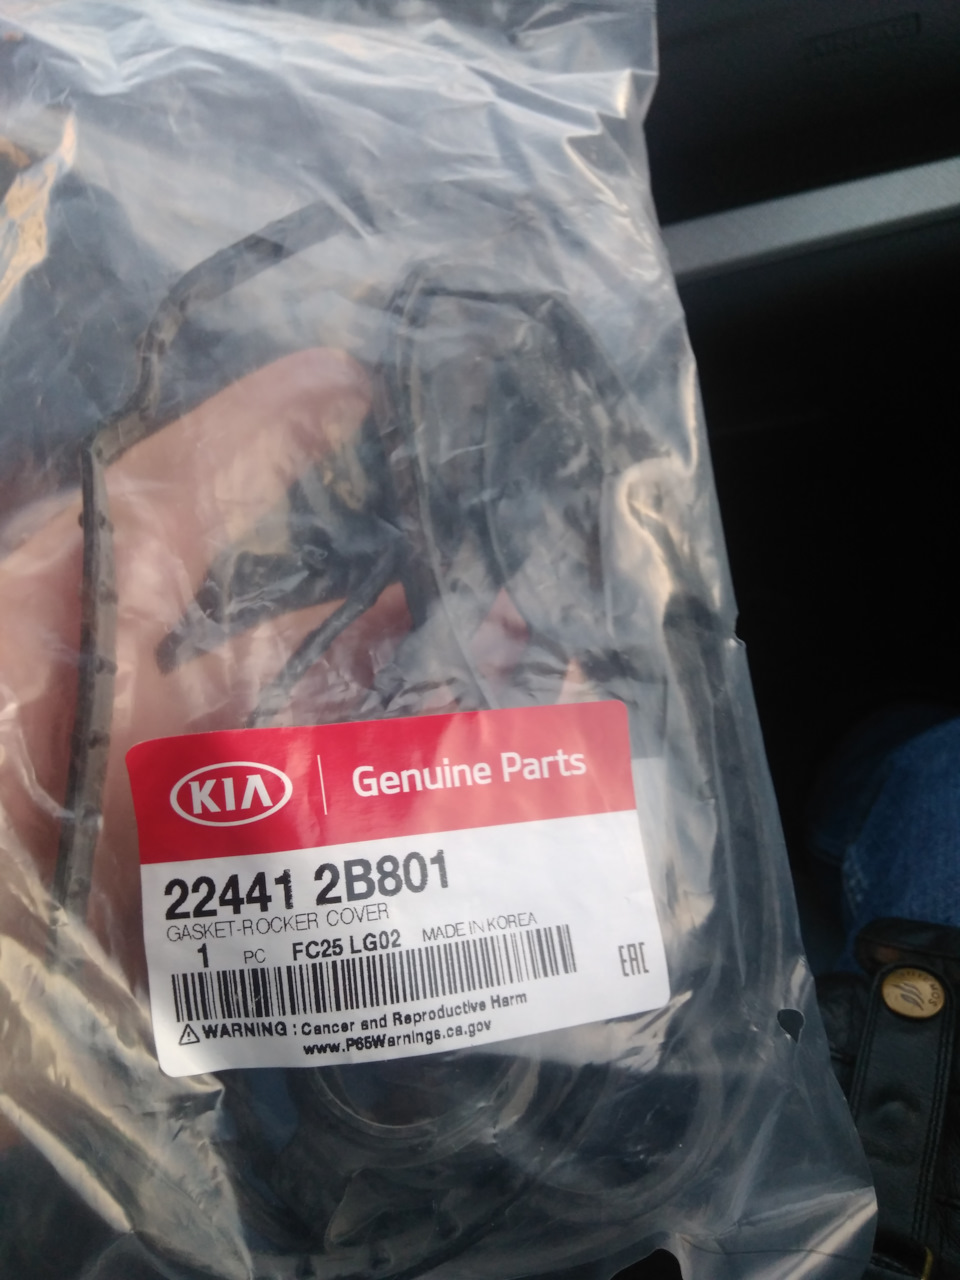 KIA Genuine Parts
22441 2B801
GASKET-ROCKER COVER
1 PC FC25 LG02 MADE IN KOREA
EAC
WARNING : Cancer and Reproductive Harm
www.P65Warnings.ca.gov